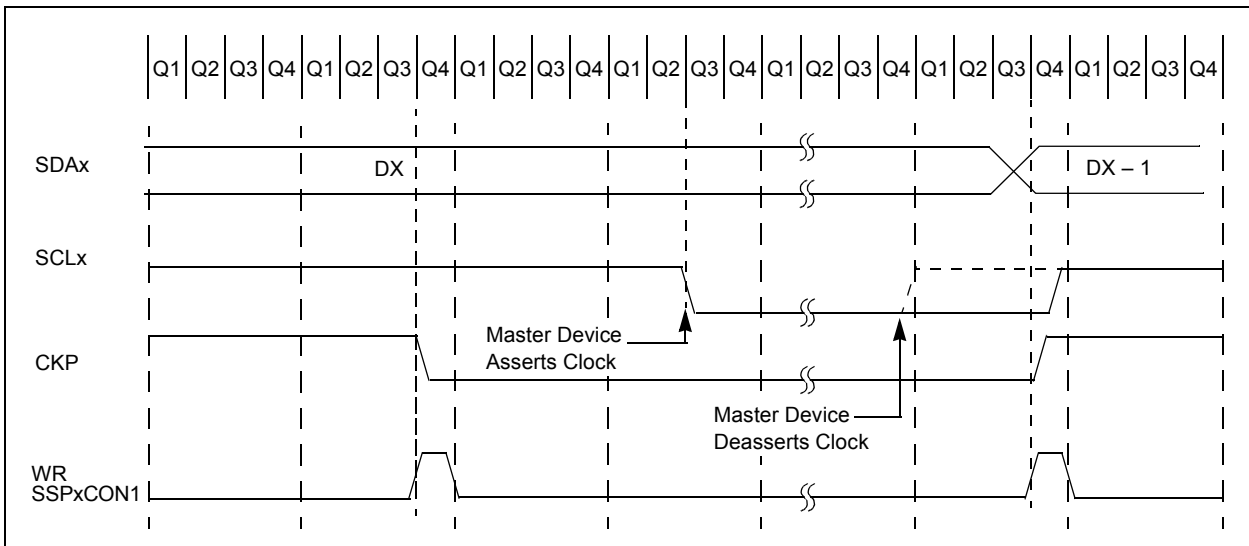 Q1 Q2 Q3 Q4 Q1 Q2 Q3 Q4 Q1 Q2 Q3 Q4 Q1 Q2 Q3 Q4 Q1 Q2 Q3 Q4 Q1 Q2 Q3 Q4 Q1 Q2 Q3 Q4
SDAx
DX
DX – 1
SCLx
Master Device
Asserts Clock
CKP
Master Device
Deasserts Clock
WR
SSPxCON1